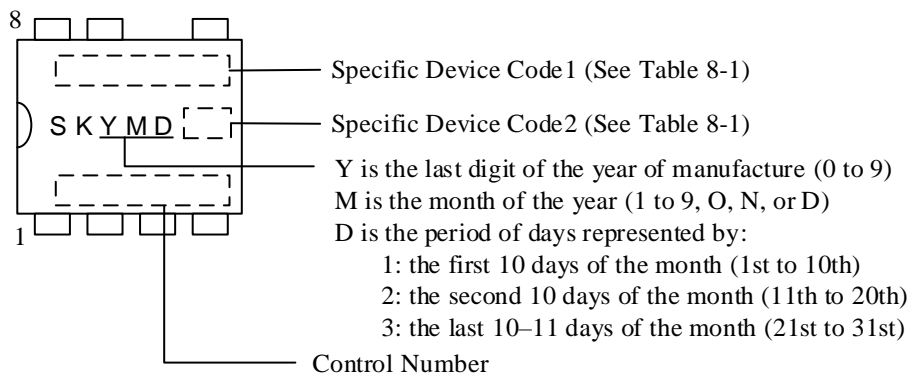 8
Specific Device Code1 (See Table 8-1)
S K Y M D
Specific Device Code2 (See Table 8-1)
Y is the last digit of the year of manufacture (0 to 9)
M is the month of the year (1 to 9, O, N, or D)
D is the period of days represented by:
1
1: the first 10 days of the month (1st to 10th)
2: the second 10 days of the month (11th to 20th)
3: the last 10–11 days of the month (21st to 31st)
Control Number